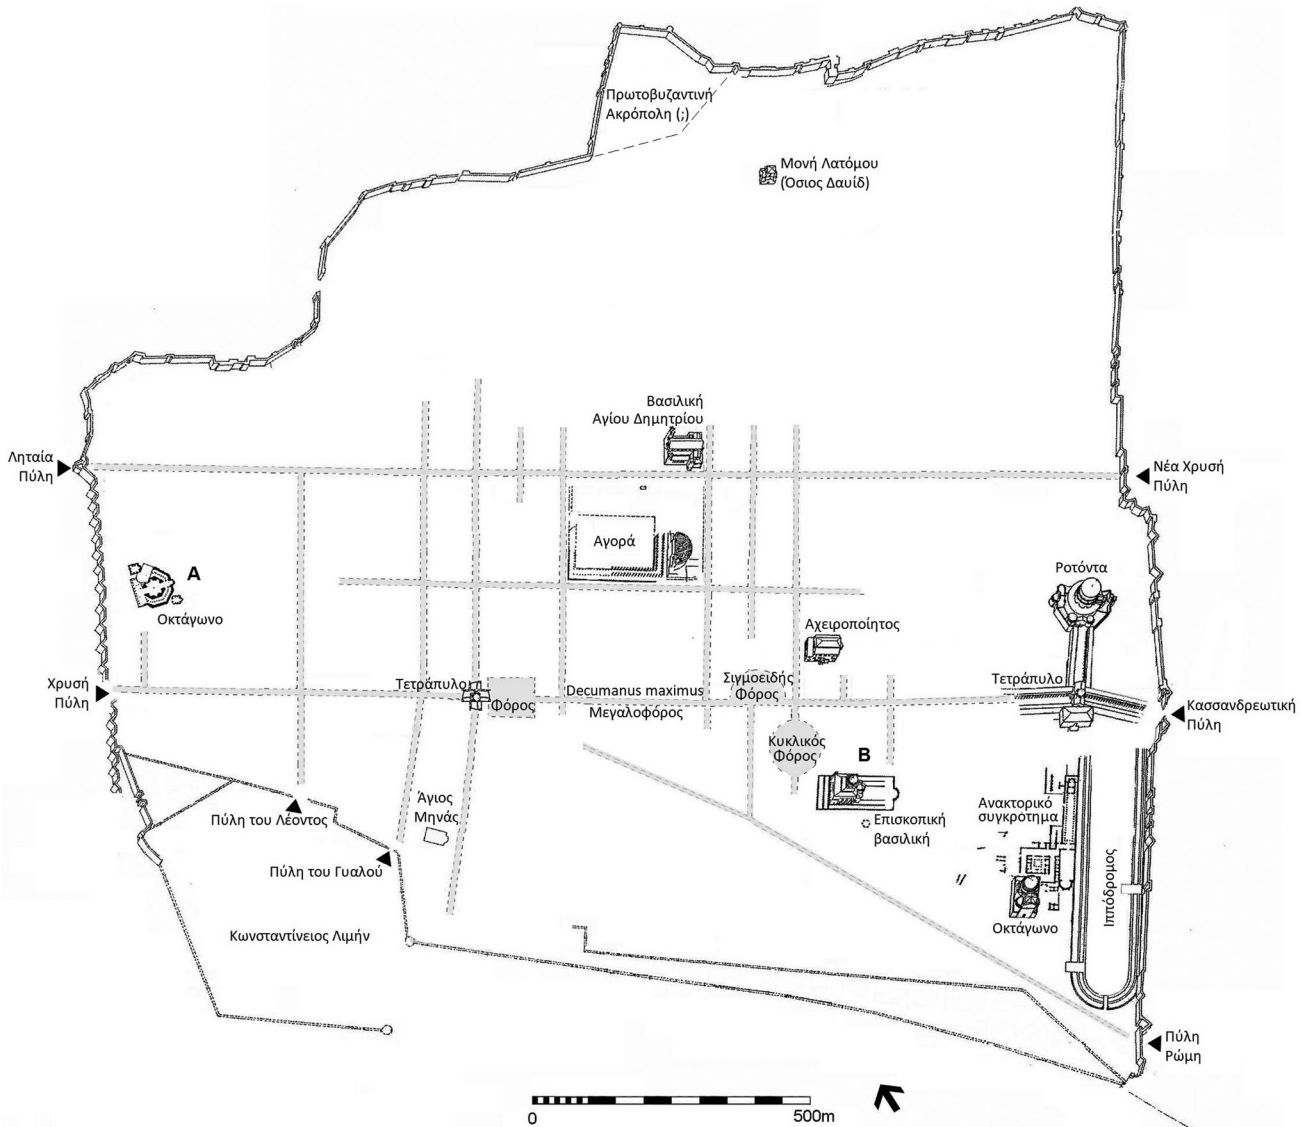 Πρωτοβυζαντινή
Ακρόπολη (;)
Μονή Λατόμου
(Όσιος Δαυίδ)
Βασιλική
Αγίου Δημητρίου
Ληταία
Πύλη
Νέα Χρυσή
Πύλη
Αγορά
A
Οκτάγωνο
Ροτόντα
Αχειροποίητος
Χρυσή
Πύλη
Τετράπυλο
Φόρος
Decumanus maximus
Μεγαλοφόρος
Σιγμοειδής
Φόρος
Τετράπυλο
Κασσανδρεωτική
Πύλη
Κυκλικός
Φόρος
B
Άγιος
Μηνάς
Πύλη του Λέοντος
Επισκοπική
βασιλική
Ανακτορικό
συγκρότημα
Πύλη του Γυαλού
Ιππόδρομος
Οκτάγωνο
Κωνσταντίνειος Λιμήν
Πύλη
Ρώμη
0
500m